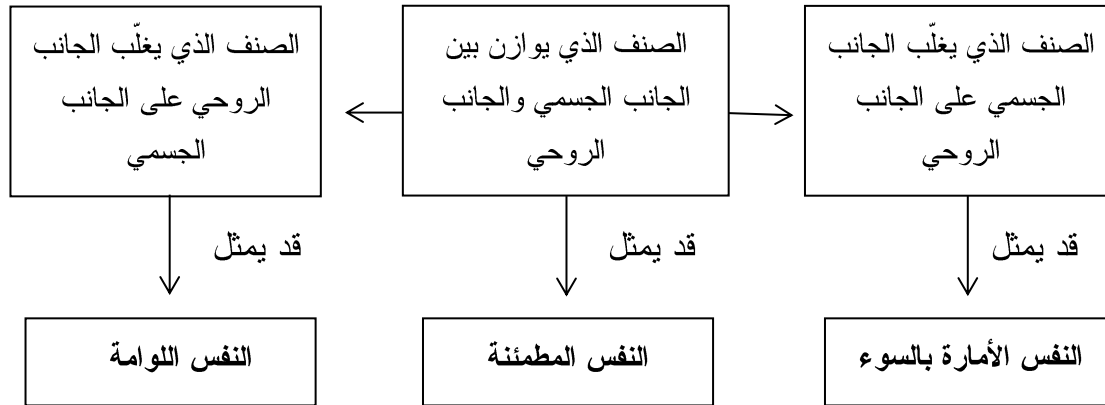 الصنف الذي يغلّب الجانب
الجسمي على الجانب
الروحي
الصنف الذي يوازن بين
الجانب الجسمي والجانب
الروحي
الصنف الذي يغلّب الجانب
الروحي على الجانب
الجسمي
قد يمثل
قد يمثل
قد يمثل
النفس الأمارة بالسوء
النفس المطمئنة
النفس اللوامة